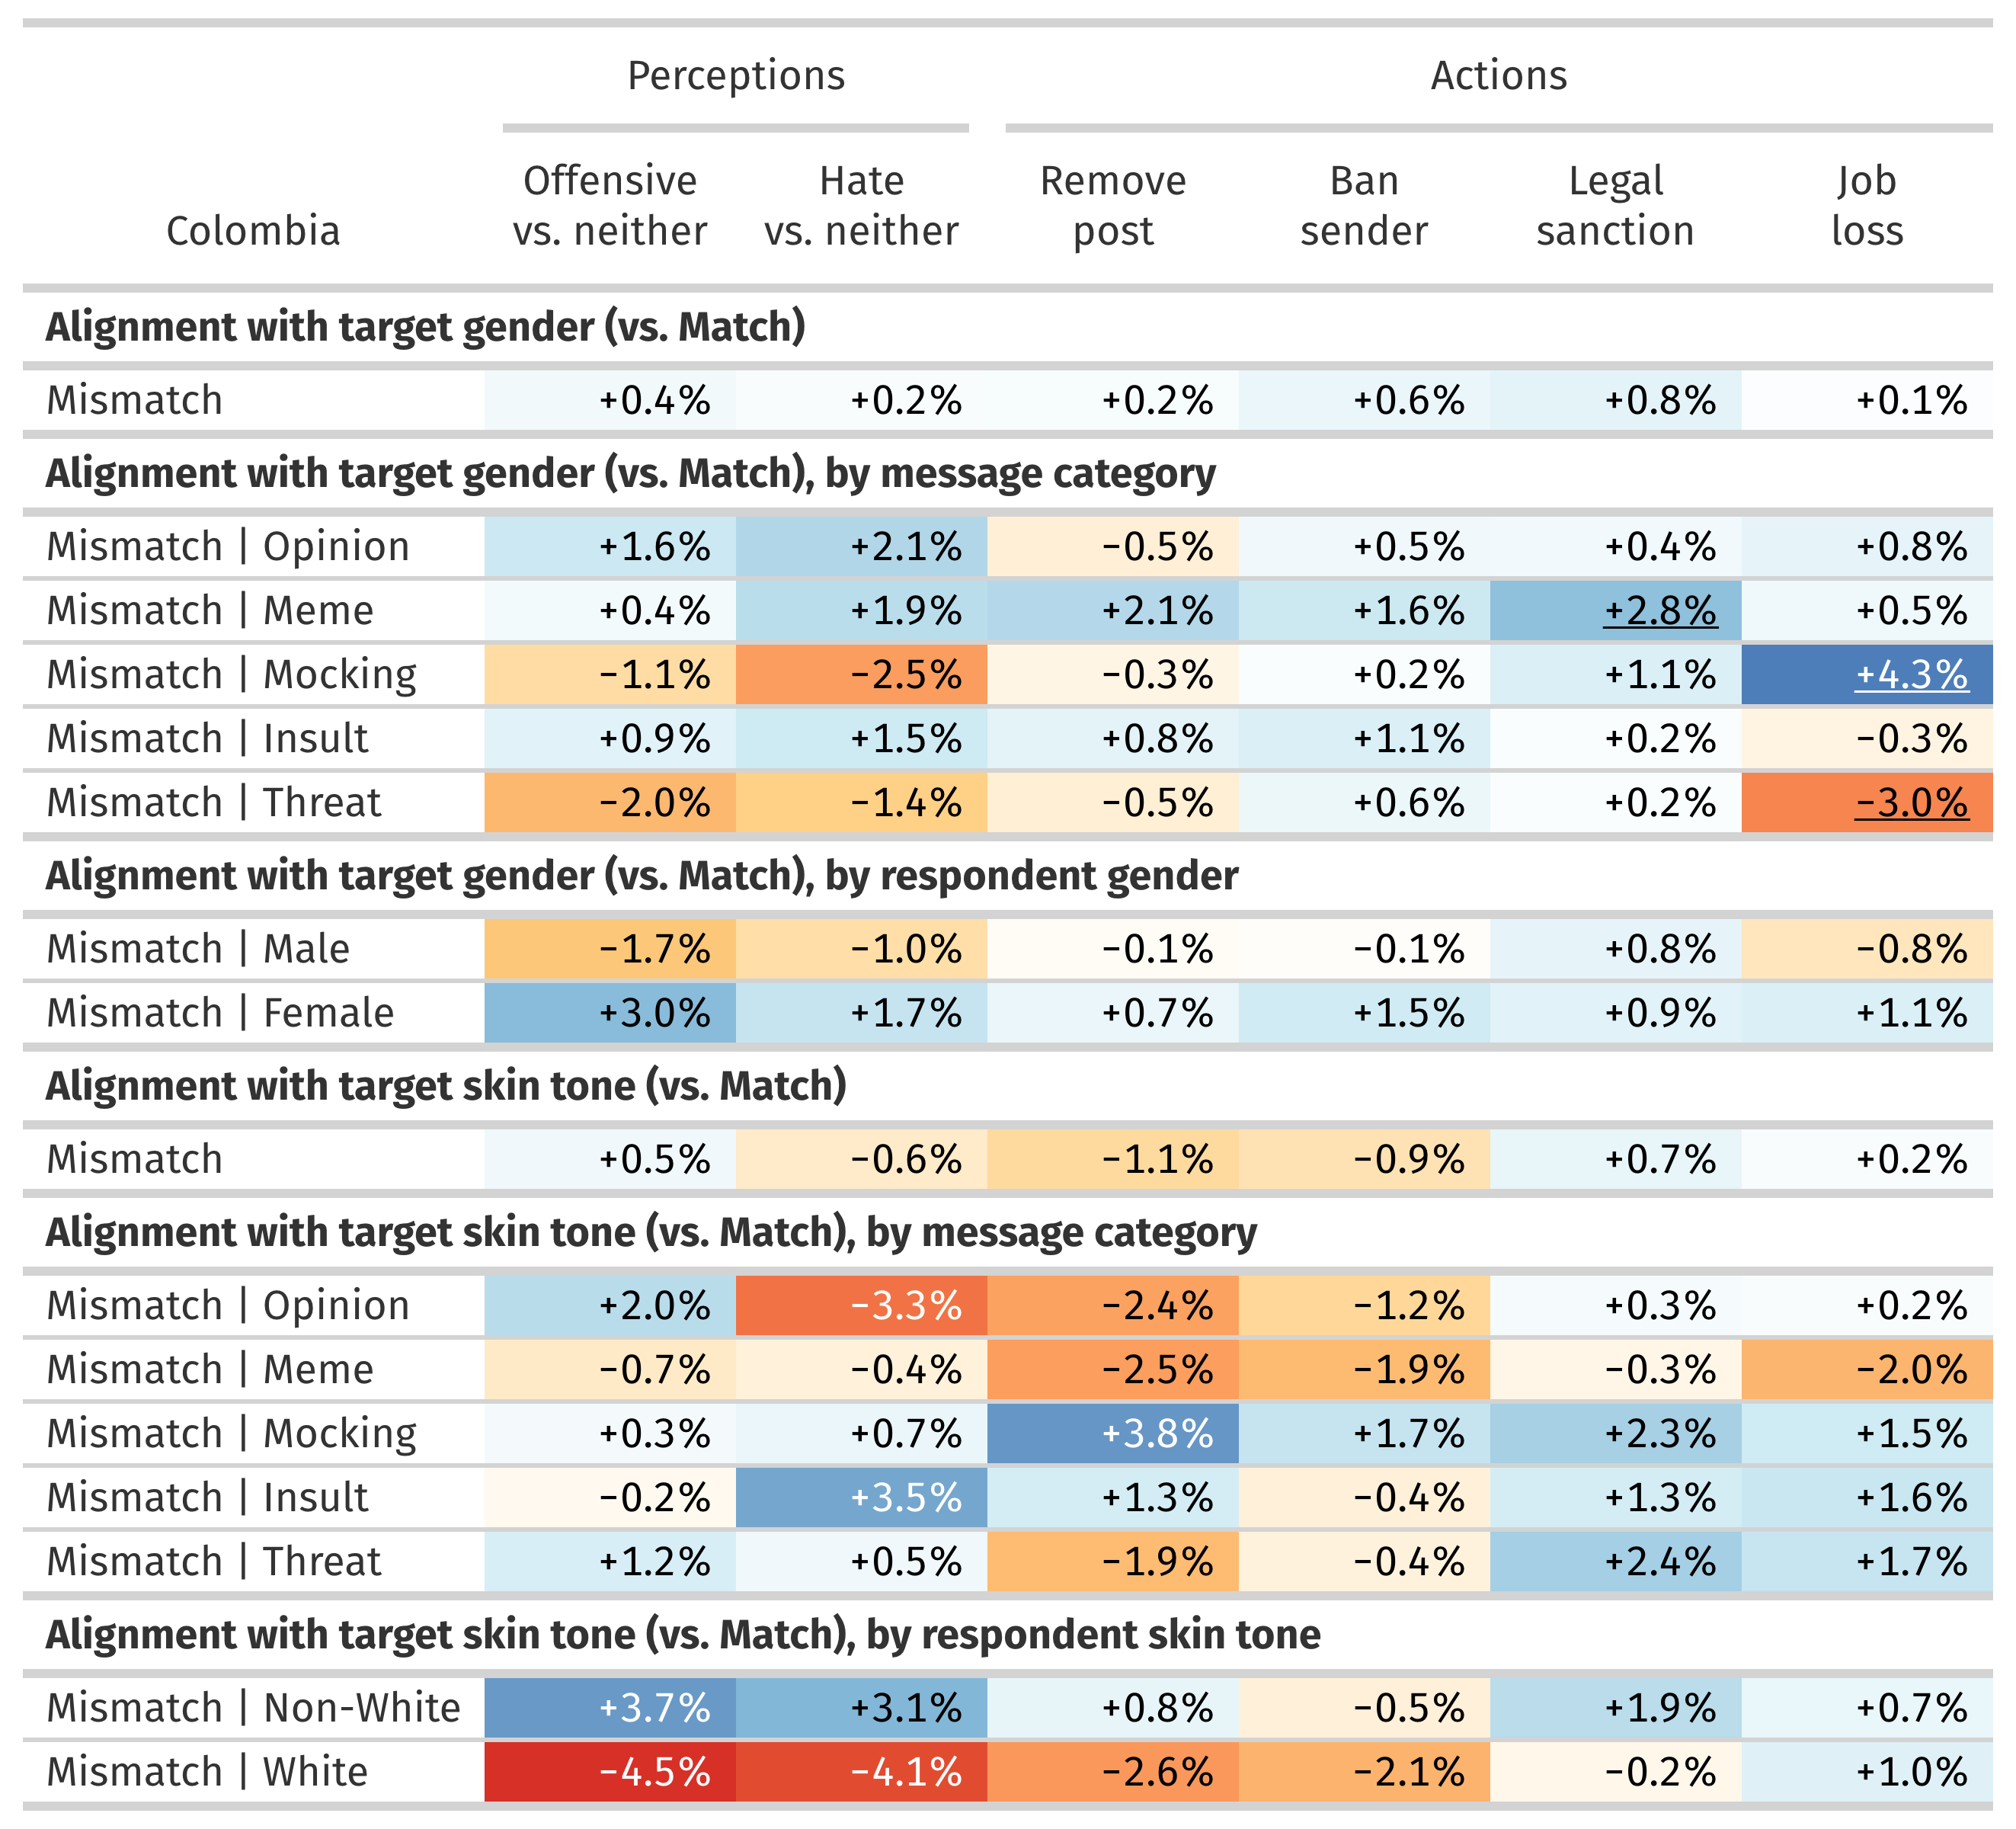 Perceptions Actions
Offensive Hate Remove Ban Legal Job
Colombia vs. neither vs. neither post sender sanction loss
Alignment with target gender (vs. Match)
Mismatch +0.4% +0.2% +0.2% +0.6% +0.8% +0.1%
Alignment with target gender (vs. Match), by message category
Mismatch | Opinion +1.6% +2.1% −0.5% +0.5% +0.4% +0.8%
Mismatch | Meme +0.4% +1.9% +2.1% +1.6% +2.8% +0.5%
Mismatch | Mocking −1.1% −2.5% −0.3% +0.2% +1.1% +4.3%
Mismatch | Insult +0.9% +1.5% +0.8% +1.1% +0.2% −0.3%
Mismatch | Threat −2.0% −1.4% −0.5% +0.6% +0.2% −3.0%
Alignment with target gender (vs. Match), by respondent gender
Mismatch | Male −1.7% −1.0% −0.1% −0.1% +0.8% −0.8%
Mismatch | Female +3.0% +1.7% +0.7% +1.5% +0.9% +1.1%
Alignment with target skin tone (vs. Match)
Mismatch +0.5% −0.6% −1.1% −0.9% +0.7% +0.2%
Alignment with target skin tone (vs. Match), by message category
Mismatch | Opinion +2.0% −3.3% −2.4% −1.2% +0.3% +0.2%
Mismatch | Meme −0.7% −0.4% −2.5% −1.9% −0.3% −2.0%
Mismatch | Mocking +0.3% +0.7% +3.8% +1.7% +2.3% +1.5%
Mismatch | Insult −0.2% +3.5% +1.3% −0.4% +1.3% +1.6%
Mismatch | Threat +1.2% +0.5% −1.9% −0.4% +2.4% +1.7%
Alignment with target skin tone (vs. Match), by respondent skin tone
Mismatch | Non-White +3.7% +3.1% +0.8% −0.5% +1.9% +0.7%
Mismatch | White −4.5% −4.1% −2.6% −2.1% −0.2% +1.0%